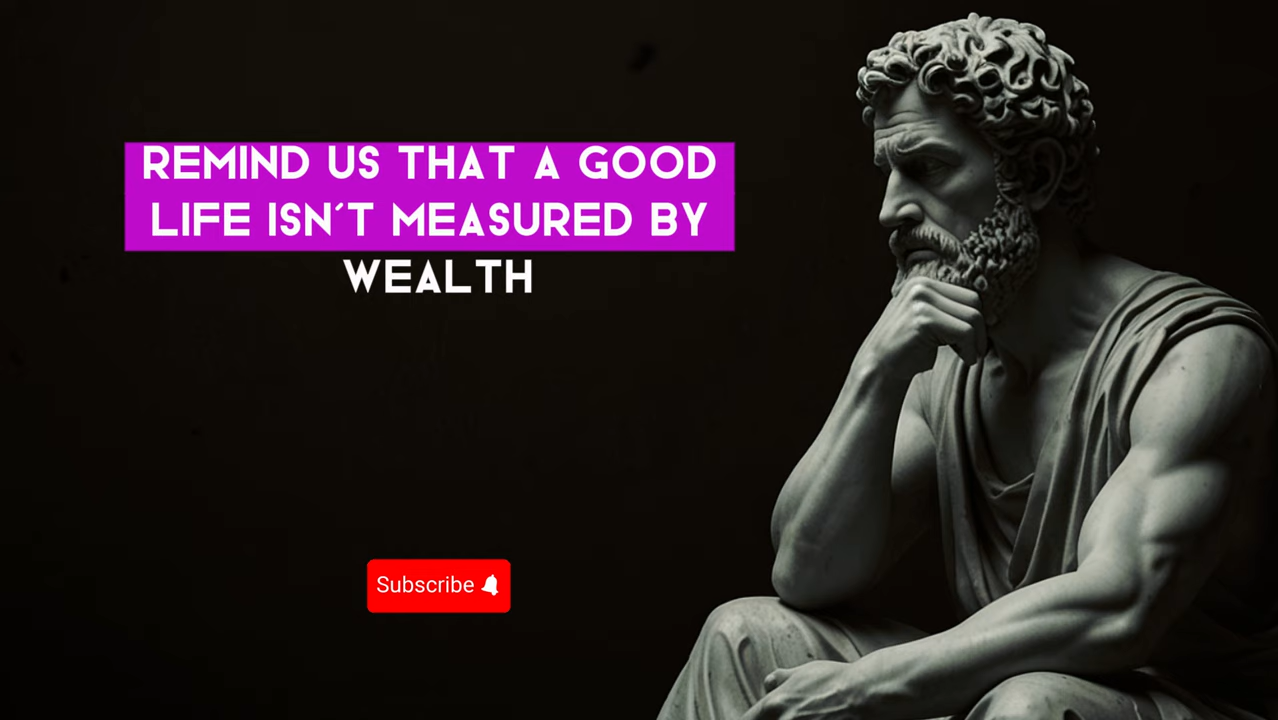 REMIND US THAT A GOOD
LIFE ISN´T MEASURED BY
WEALTH
Subscribe